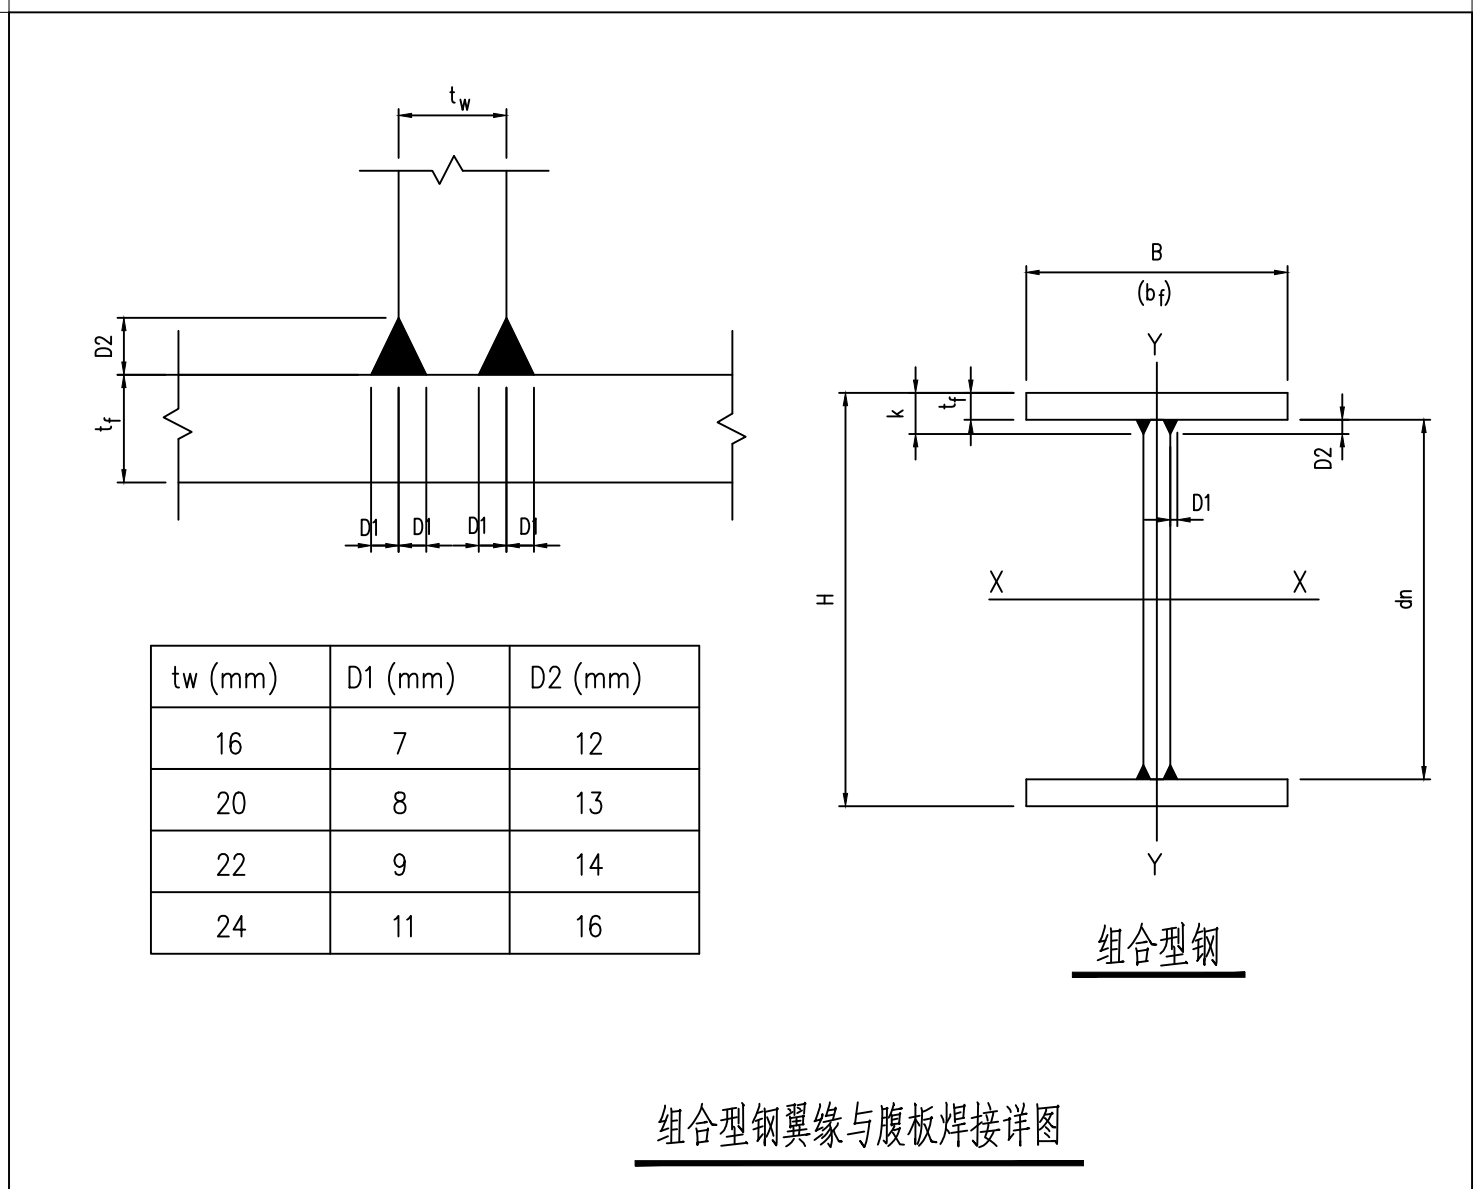 tw
D2
tf
D1 D1 D1 D1
tw (mm) D1 (mm) D2 (mm)
16 7 12
20 8 13
22 9 14
24 11 16
B
(bf)
Y
k
tf
D2
D1
H
X X
dn
Y
组合型钢
组合型钢翼缘与腹板焊接详图